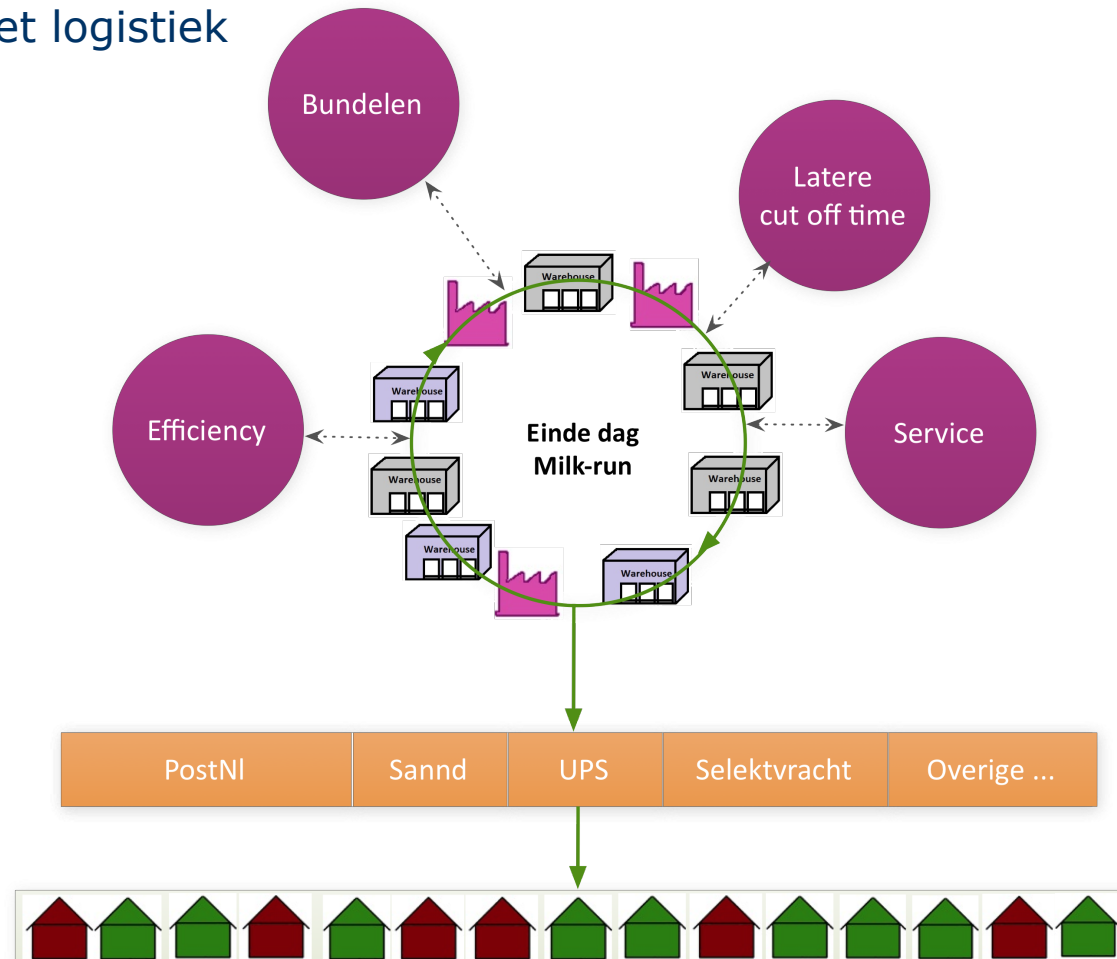 et logistiek
Bundelen
Latere
cut off time
Warehouse
Warehouse
Warehouse
Efficiency
Einde dag
Milk-run
Service
Warehouse
Warehouse
Warehouse
Warehouse
PostNl
Sannd
UPS
Selektvracht
Overige ...